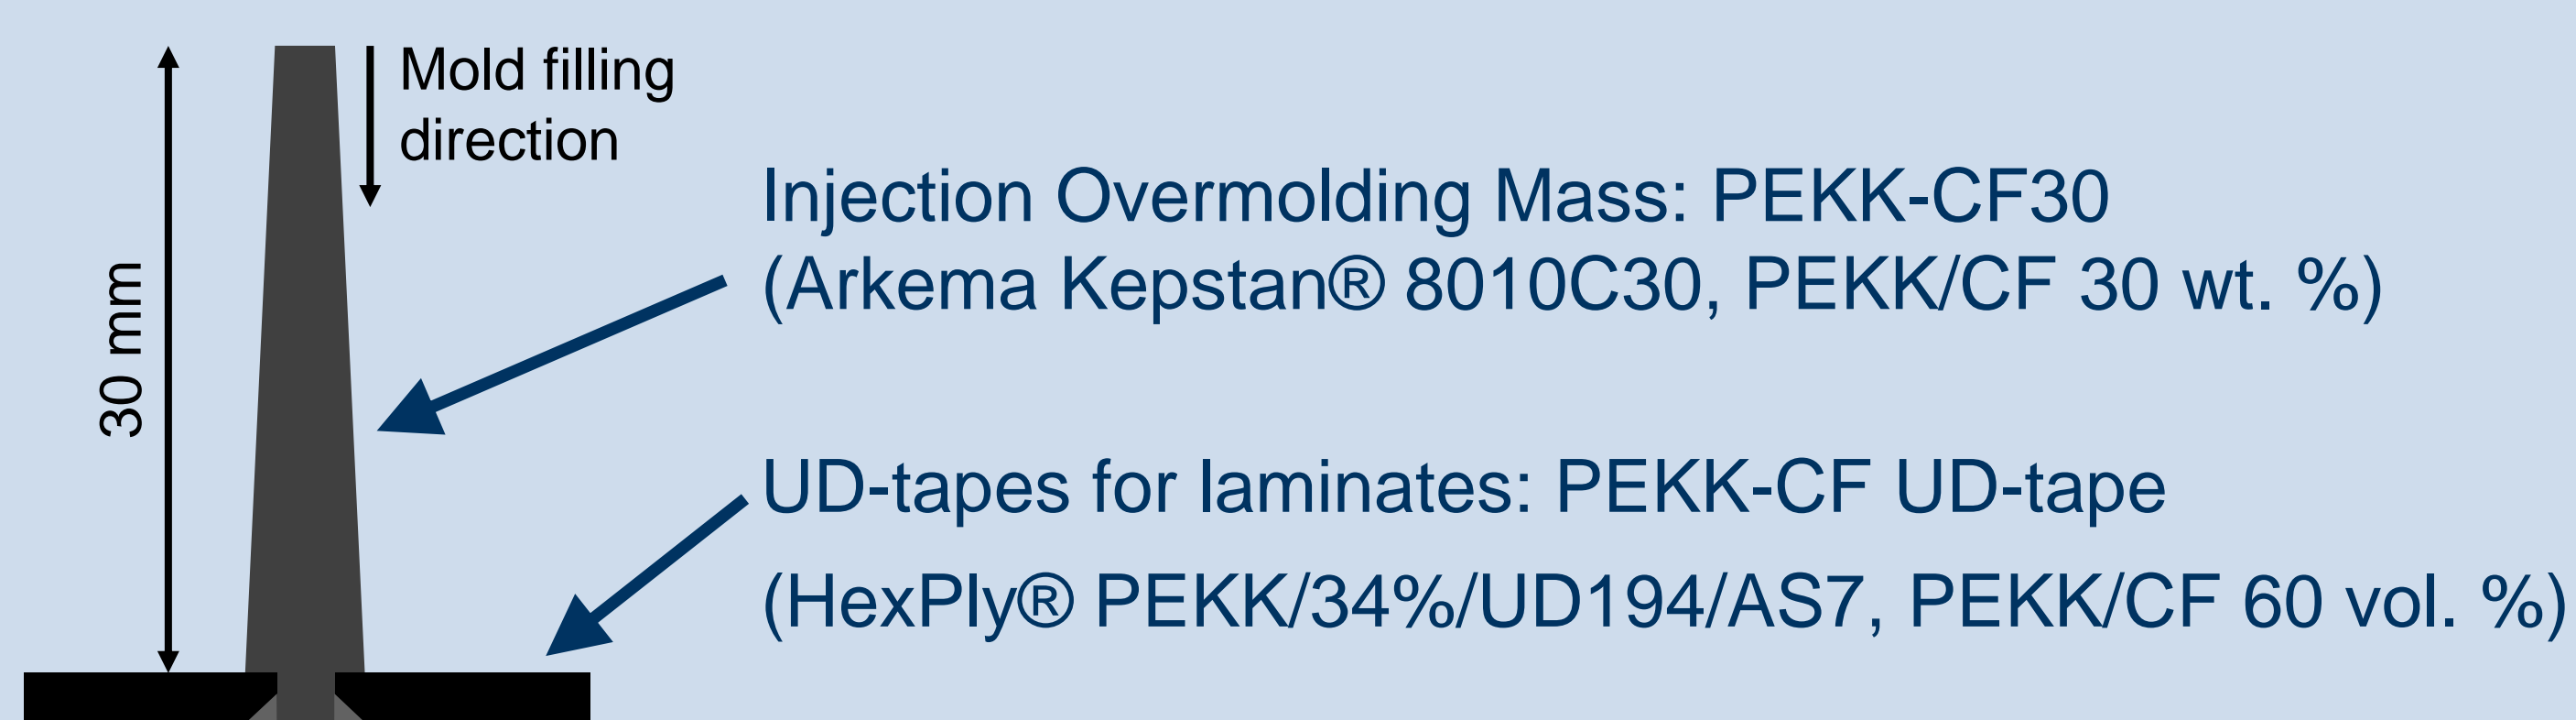 Mold filling
direction
30 mm
Injection Overmolding Mass: PEKK-CF30
(Arkema Kepstan® 8010C30, PEKK/CF 30 wt. %)
UD-tapes for laminates: PEKK-CF UD-tape
(HexPly® PEKK/34%/UD194/AS7, PEKK/CF 60 vol. %)